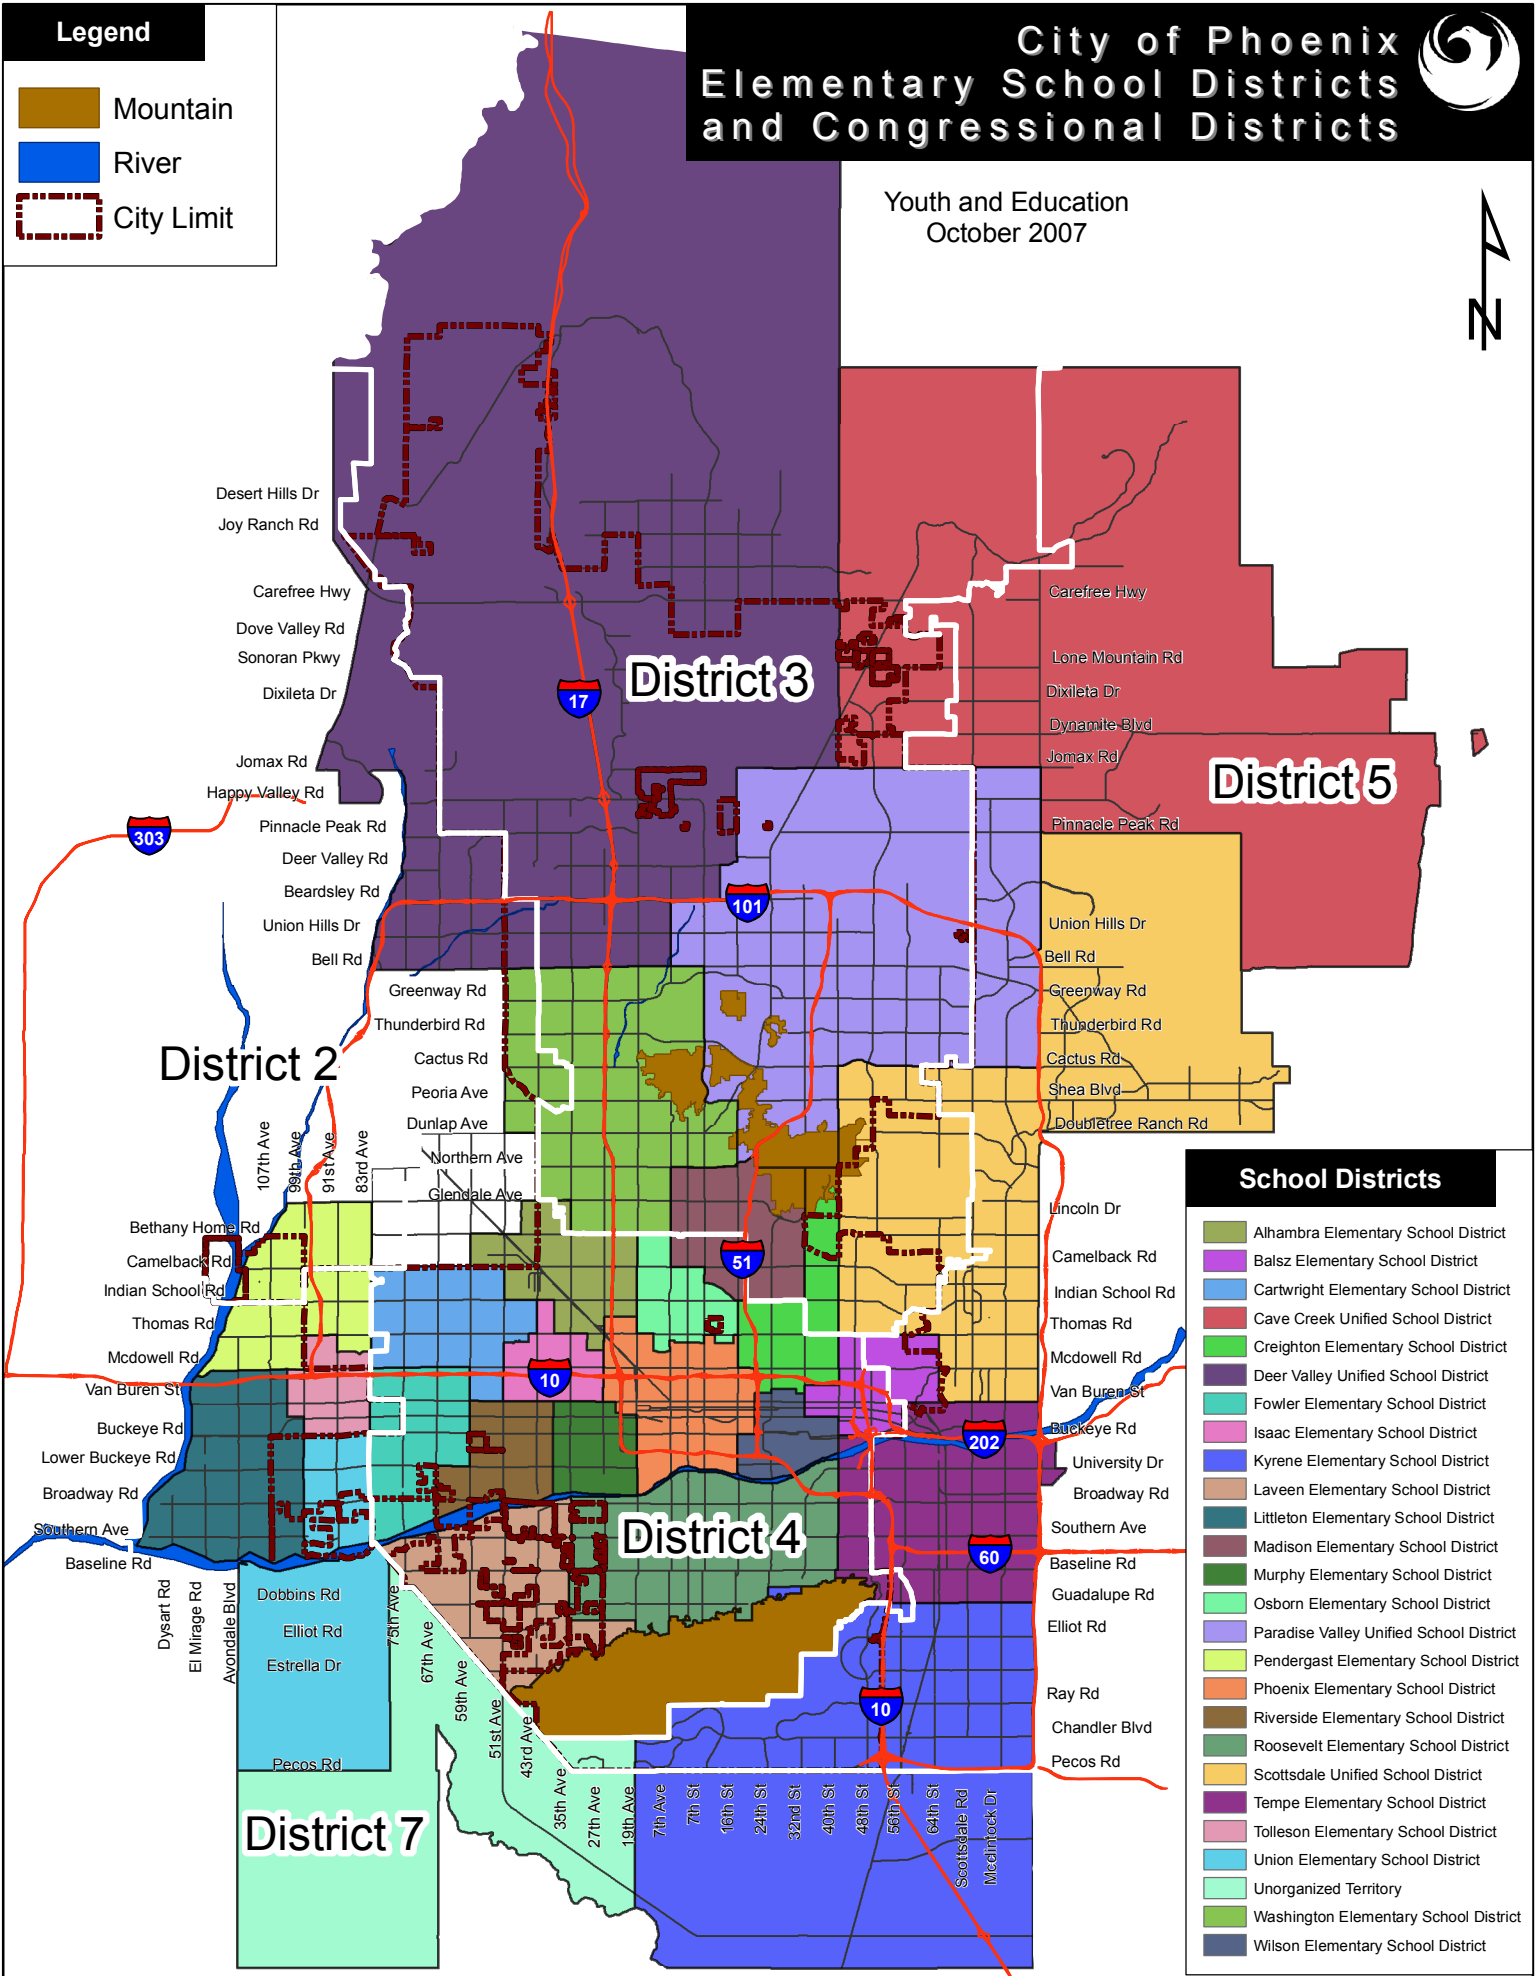 Legend
Mountain
River
City Limit
City of Phoenix
Elementary School Districts
and Congressional Districts
Youth and Education
October 2007
N
Desert Hills Dr
Joy Ranch Rd
Carefree Hwy
Dove Valley Rd
Sonoran Pkwy
Dixileta Dr
Jomax Rd
Happy Valley Rd
Pinnacle Peak Rd
Deer Valley Rd
Beardsley Rd
Union Hills Dr
Bell Rd
Greenway Rd
Thunderbird Rd
Cactus Rd
Peoria Ave
Dunlap Ave
Northern Ave
Glendale Ave
Bethany Home Rd
Camelback Rd
Indian School Rd
Thomas Rd
Mcdowell Rd
Van Buren St
Buckeye Rd
Lower Buckeye Rd
Broadway Rd
Southern Ave
Baseline Rd
Dobbins Rd
Elliot Rd
Estrella Dr
Pecos Rd
Carefree Hwy
Lone Mountain Rd
Dixileta Dr
Dynamite Blvd
Jomax Rd
Pinnacle Peak Rd
Union Hills Dr
Bell Rd
Greenway Rd
Thunderbird Rd
Cactus Rd
Shea Blvd
Doubletree Ranch Rd
Lincoln Dr
Camelback Rd
Indian School Rd
Thomas Rd
Mcdowell Rd
Van Buren St
Buckeye Rd
University Dr
Broadway Rd
Southern Ave
Baseline Rd
Guadalupe Rd
Elliot Rd
Ray Rd
Chandler Blvd
Pecos Rd
District 3
District 5
District 2
District 4
District 7
17
303
101
51
10
202
60
10
107th Ave
99th Ave
91st Ave
83rd Ave
Dysart Rd
El Mirage Rd
Avondale Blvd
75th Ave
67th Ave
59th Ave
51st Ave
43rd Ave
35th Ave
27th Ave
19th Ave
7th Ave
7th St
16th St
24th St
32nd St
40th St
48th St
56th St
64th St
Scottsdale Rd
Mcclintock Dr
School Districts
Alhambra Elementary School District
Balsz Elementary School District
Cartwright Elementary School District
Cave Creek Unified School District
Creighton Elementary School District
Deer Valley Unified School District
Fowler Elementary School District
Isaac Elementary School District
Kyrene Elementary School District
Laveen Elementary School District
Littleton Elementary School District
Madison Elementary School District
Murphy Elementary School District
Osborn Elementary School District
Paradise Valley Unified School District
Pendergast Elementary School District
Phoenix Elementary School District
Riverside Elementary School District
Roosevelt Elementary School District
Scottsdale Unified School District
Tempe Elementary School District
Tolleson Elementary School District
Union Elementary School District
Unorganized Territory
Washington Elementary School District
Wilson Elementary School District